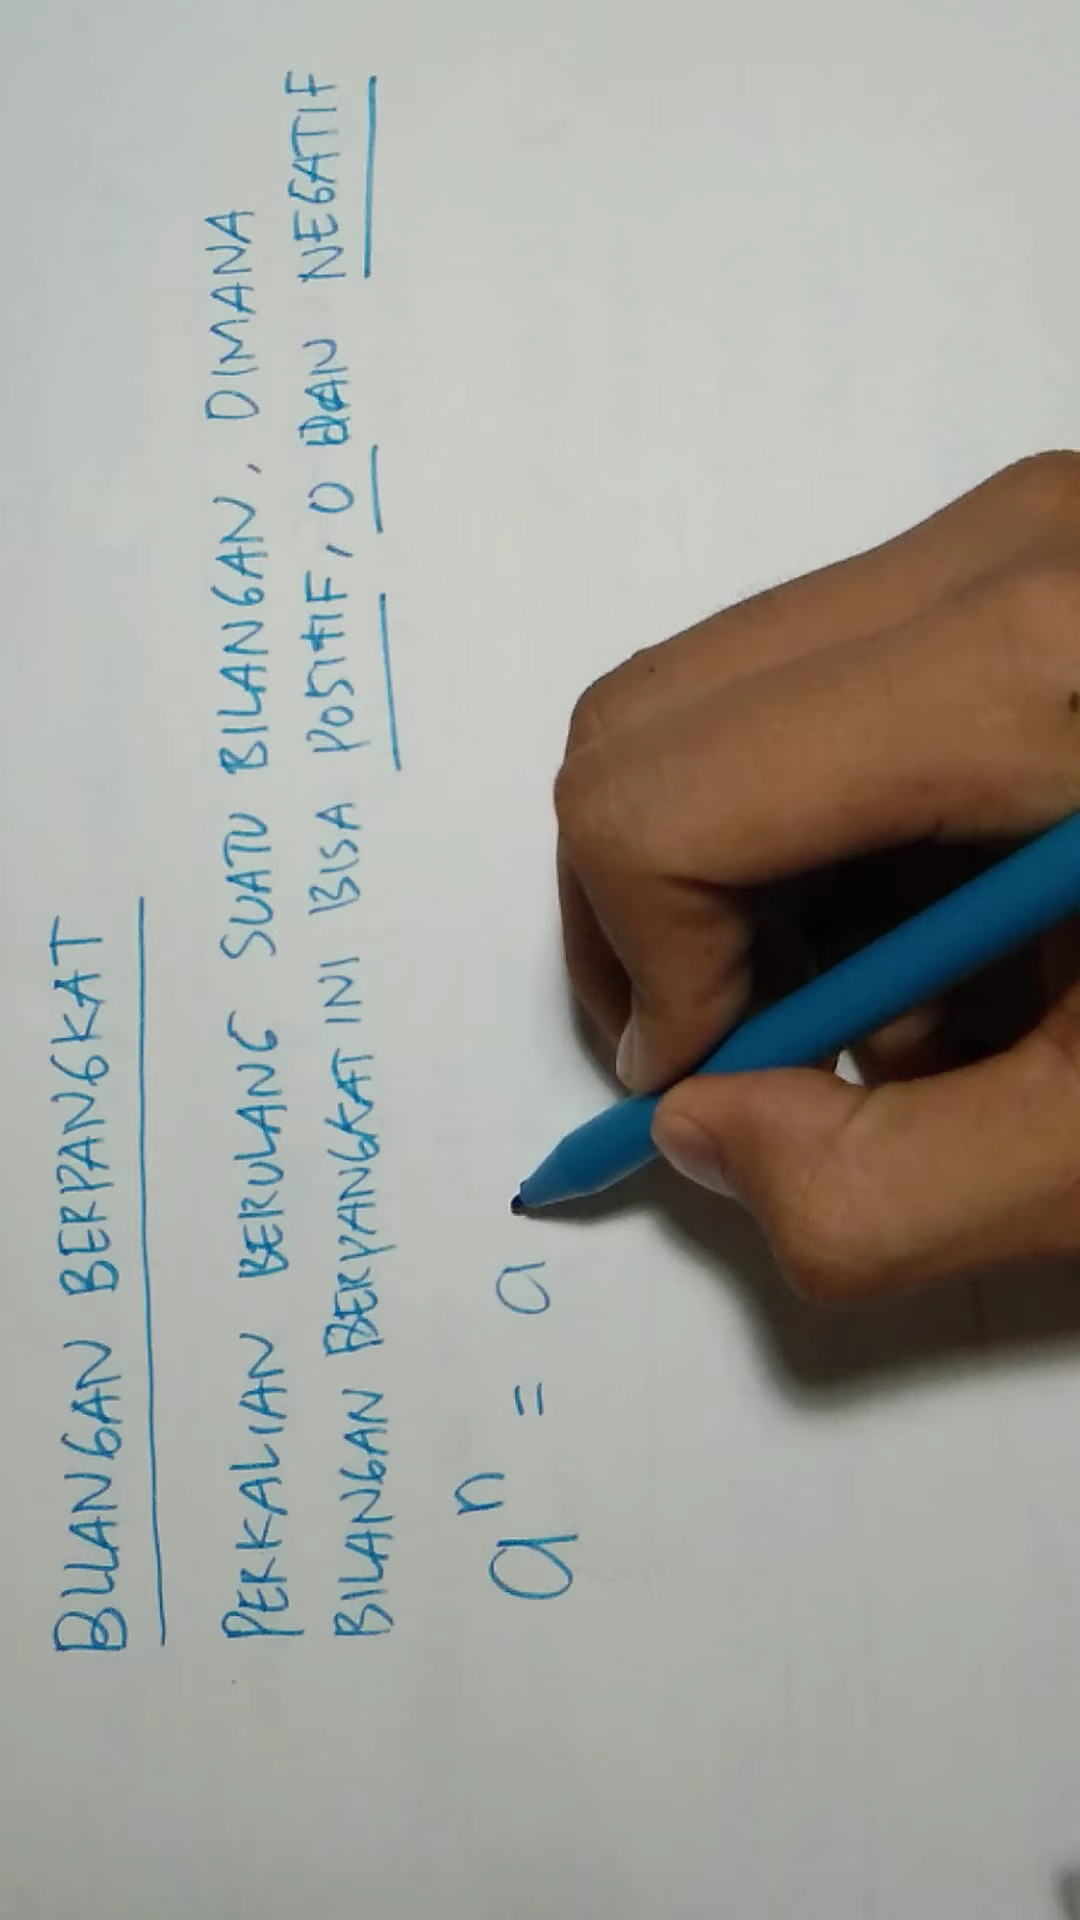 BILANGAN BERPANGKAT
PERKALIAN BERULANG SUATU BILANGAN, DIMANA
BILANGAN BERPANGKAT INI BISA POSITIF, 0 DAN NEGATIF
aⁿ = a